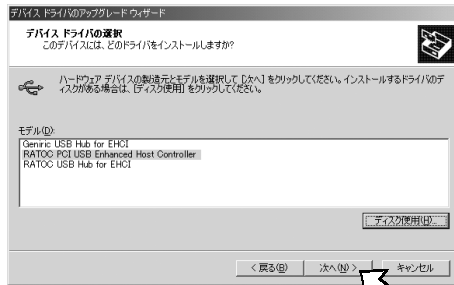 デバイス ドライバのアップグレード ウィザード
デバイス ドライバの選択
このデバイスには、どのドライバをインストールしますか?
ハードウェア デバイスの製造元とモデルを選択して [次へ] をクリックしてください。インストールするドライバのデ
ィスクがある場合は、[ディスク使用] をクリックしてください。
モデル(D):
Geniric USB Hub for EHCI
RATOC PCI USB Enhanced Host Controller
RATOC USB Hub for EHCI
ディスク使用(H)...
< 戻る(B)
次へ(N) >
キャンセル